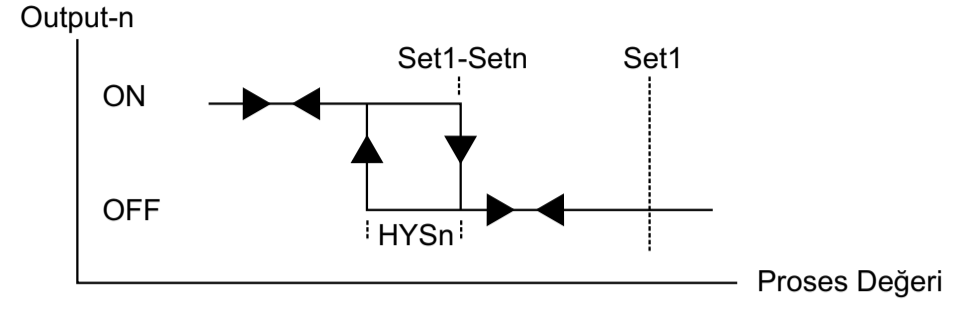 Output-n
Set1-Setn Set1
ON
OFF
HYSn
Proses Değeri